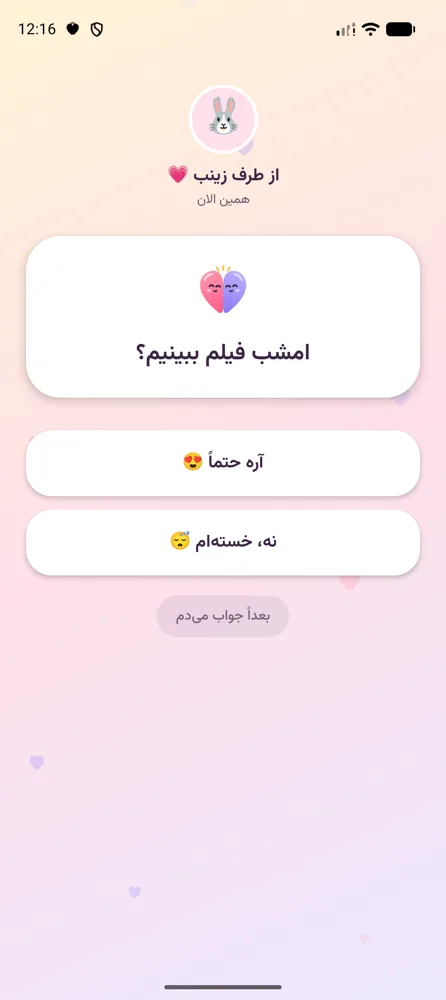 12:16
از طرف زینب 💗
همین الان
امشب فیلم ببینیم؟
آره حتماً 😍
نه، خسته‌ام 😴
بعداً جواب می‌دم